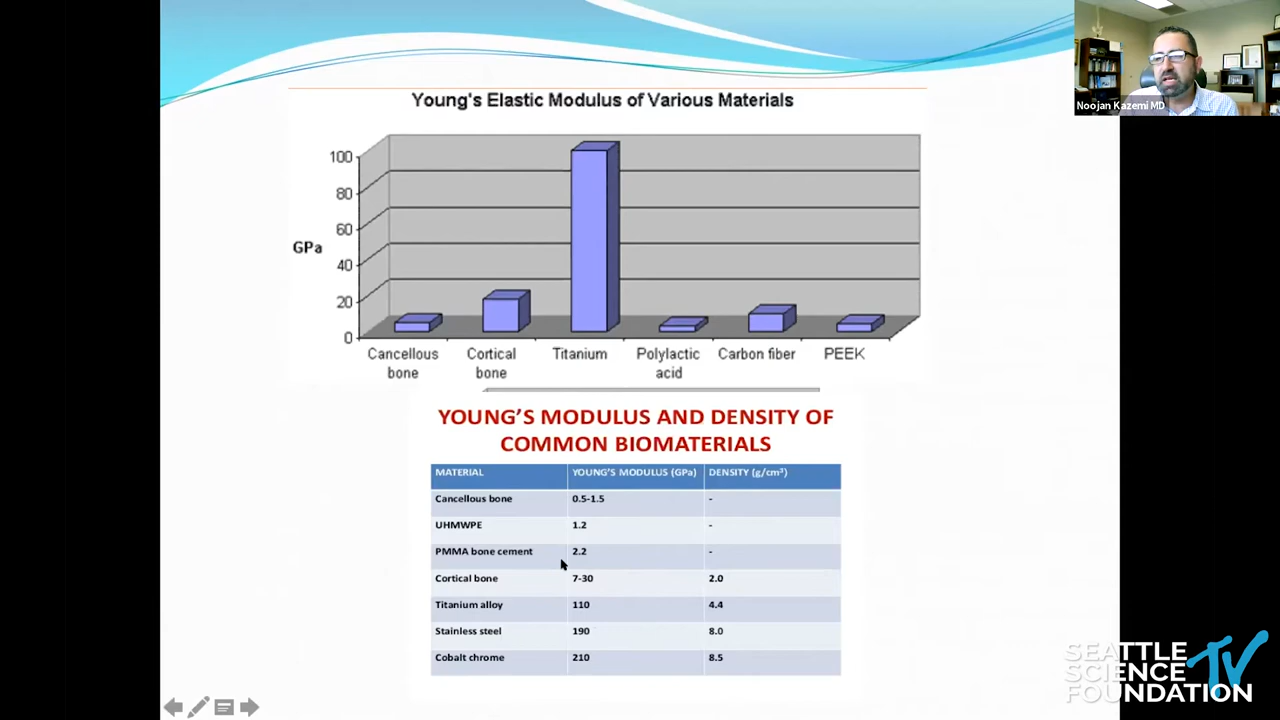 Young's Elastic Modulus of Various Materials
GPa
100
80
60
40
20
0
Cancellous bone
Cortical bone
Titanium
Polylactic acid
Carbon fiber
PEEK
YOUNG'S MODULUS AND DENSITY OF
COMMON BIOMATERIALS
MATERIAL YOUNG'S MODULUS (GPa) DENSITY (g/cm³)
Cancellous bone 0.5-1.5 -
UHMWPE 1.2 -
PMMA bone cement 2.2 -
Cortical bone 7-30 2.0
Titanium alloy 110 4.4
Stainless steel 190 8.0
Cobalt chrome 210 8.5
Noojan Kazemi MD
SEATTLE
SCIENCE
FOUNDATION
TV